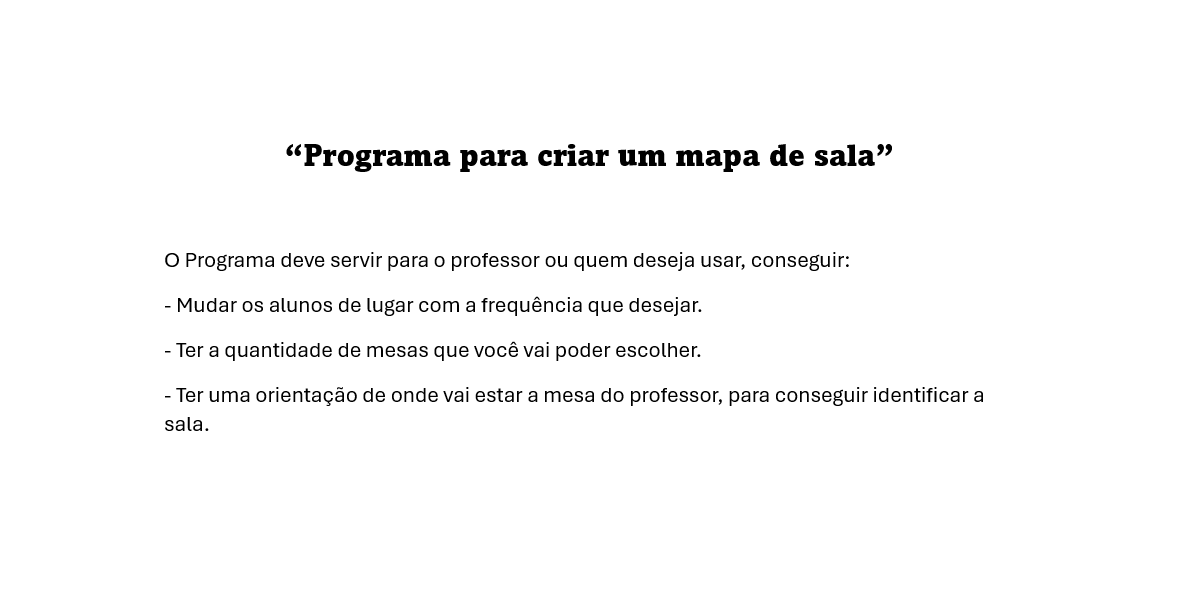 “Programa para criar um mapa de sala”
O Programa deve servir para o professor ou quem deseja usar, conseguir:
- Mudar os alunos de lugar com a frequência que desejar.
- Ter a quantidade de mesas que você vai poder escolher.
- Ter uma orientação de onde vai estar a mesa do professor, para conseguir identificar a
sala.